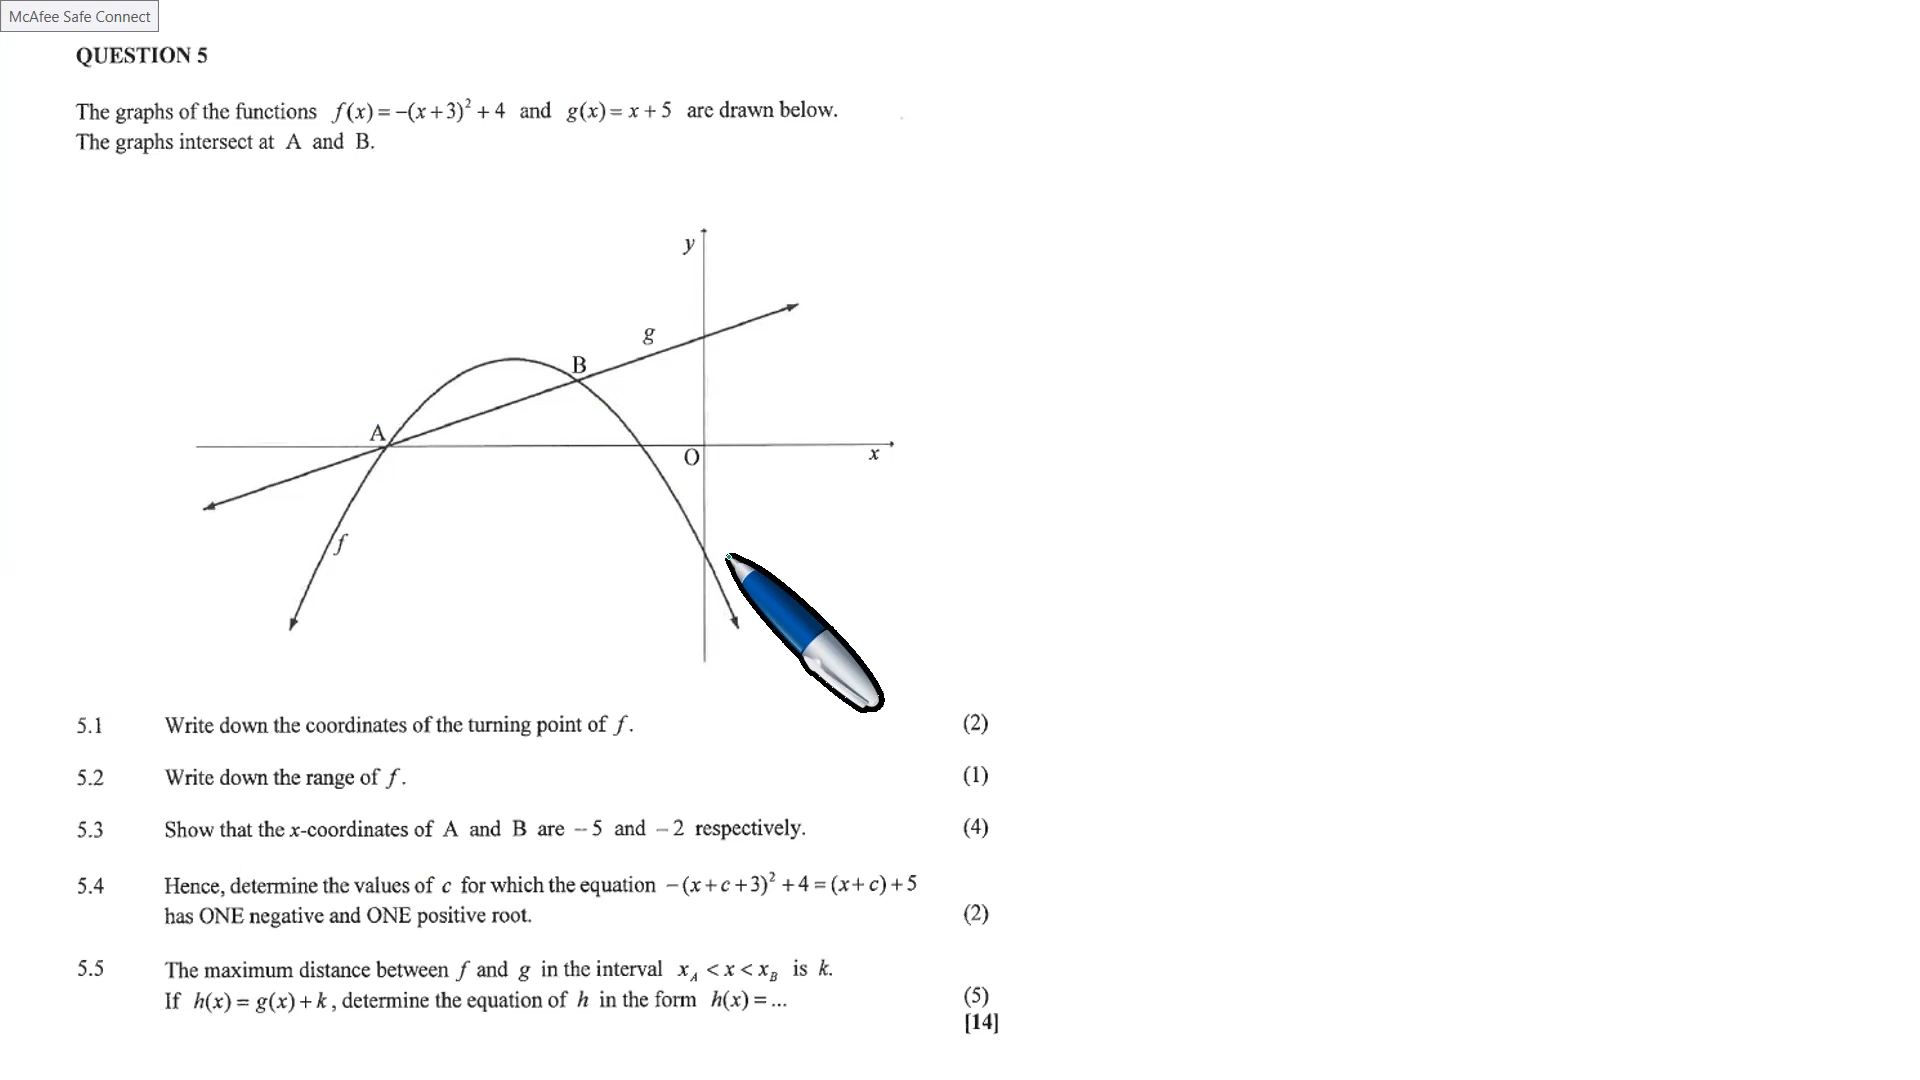 McAfee Safe Connect
QUESTION 5
The graphs of the functions f(x) = −(x+3)² + 4 and g(x) = x + 5 are drawn below.
The graphs intersect at A and B.
y
g
B
A
O
x
f
5.1 Write down the coordinates of the turning point of f. (2)
5.2 Write down the range of f. (1)
5.3 Show that the x-coordinates of A and B are −5 and −2 respectively. (4)
5.4 Hence, determine the values of c for which the equation −(x+c+3)² +4 = (x+c)+5
has ONE negative and ONE positive root. (2)
5.5 The maximum distance between f and g in the interval x_A < x < x_B is k.
If h(x) = g(x) + k, determine the equation of h in the form h(x) = ... (5)
[14]